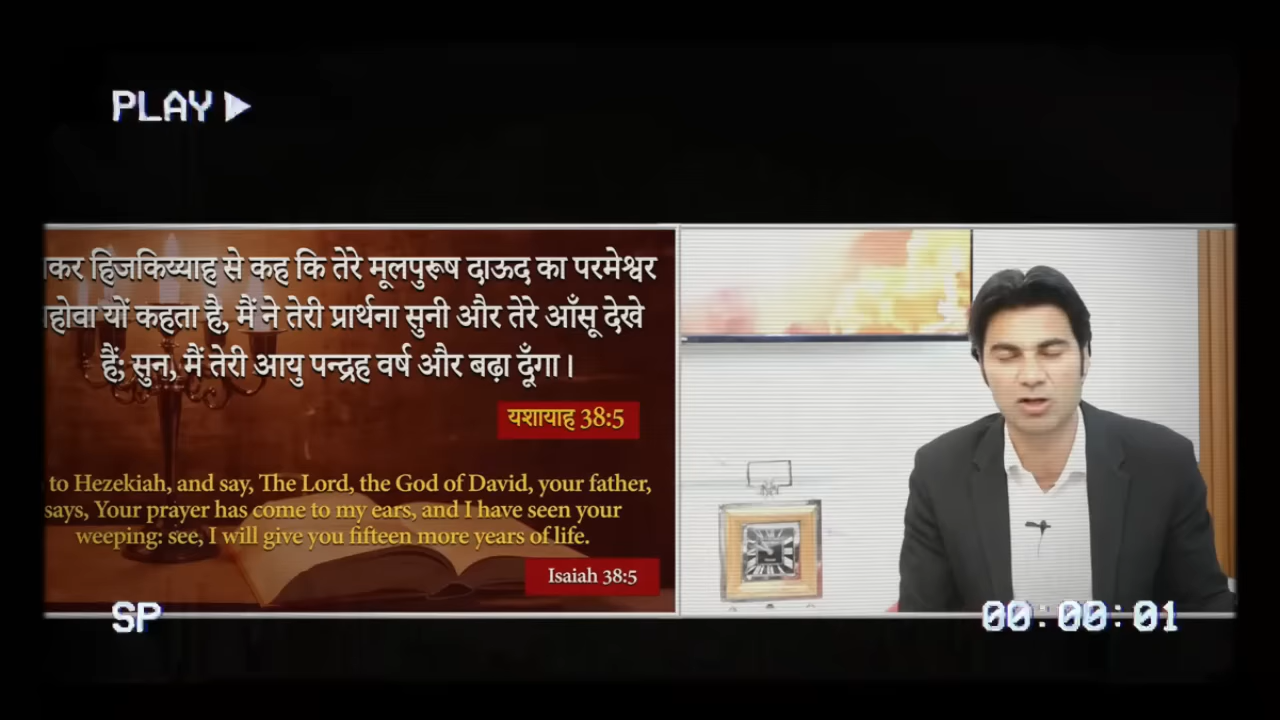 PLAY
हिजकिय्याह से कह कि तेरे मूलपुरूष दाऊद का परमेश्वर
यों कहता है, मैं ने तेरी प्रार्थना सुनी और तेरे आँसू देखे
हैं; सुन, मैं तेरी आयु पन्द्रह वर्ष और बढ़ा दूँगा।
यशायाह 38:5
to Hezekiah, and say, The Lord, the God of David, your father,
says, Your prayer has come to my ears, and I have seen your
weeping: see, I will give you fifteen more years of life.
Isaiah 38:5
SP
00:00:01